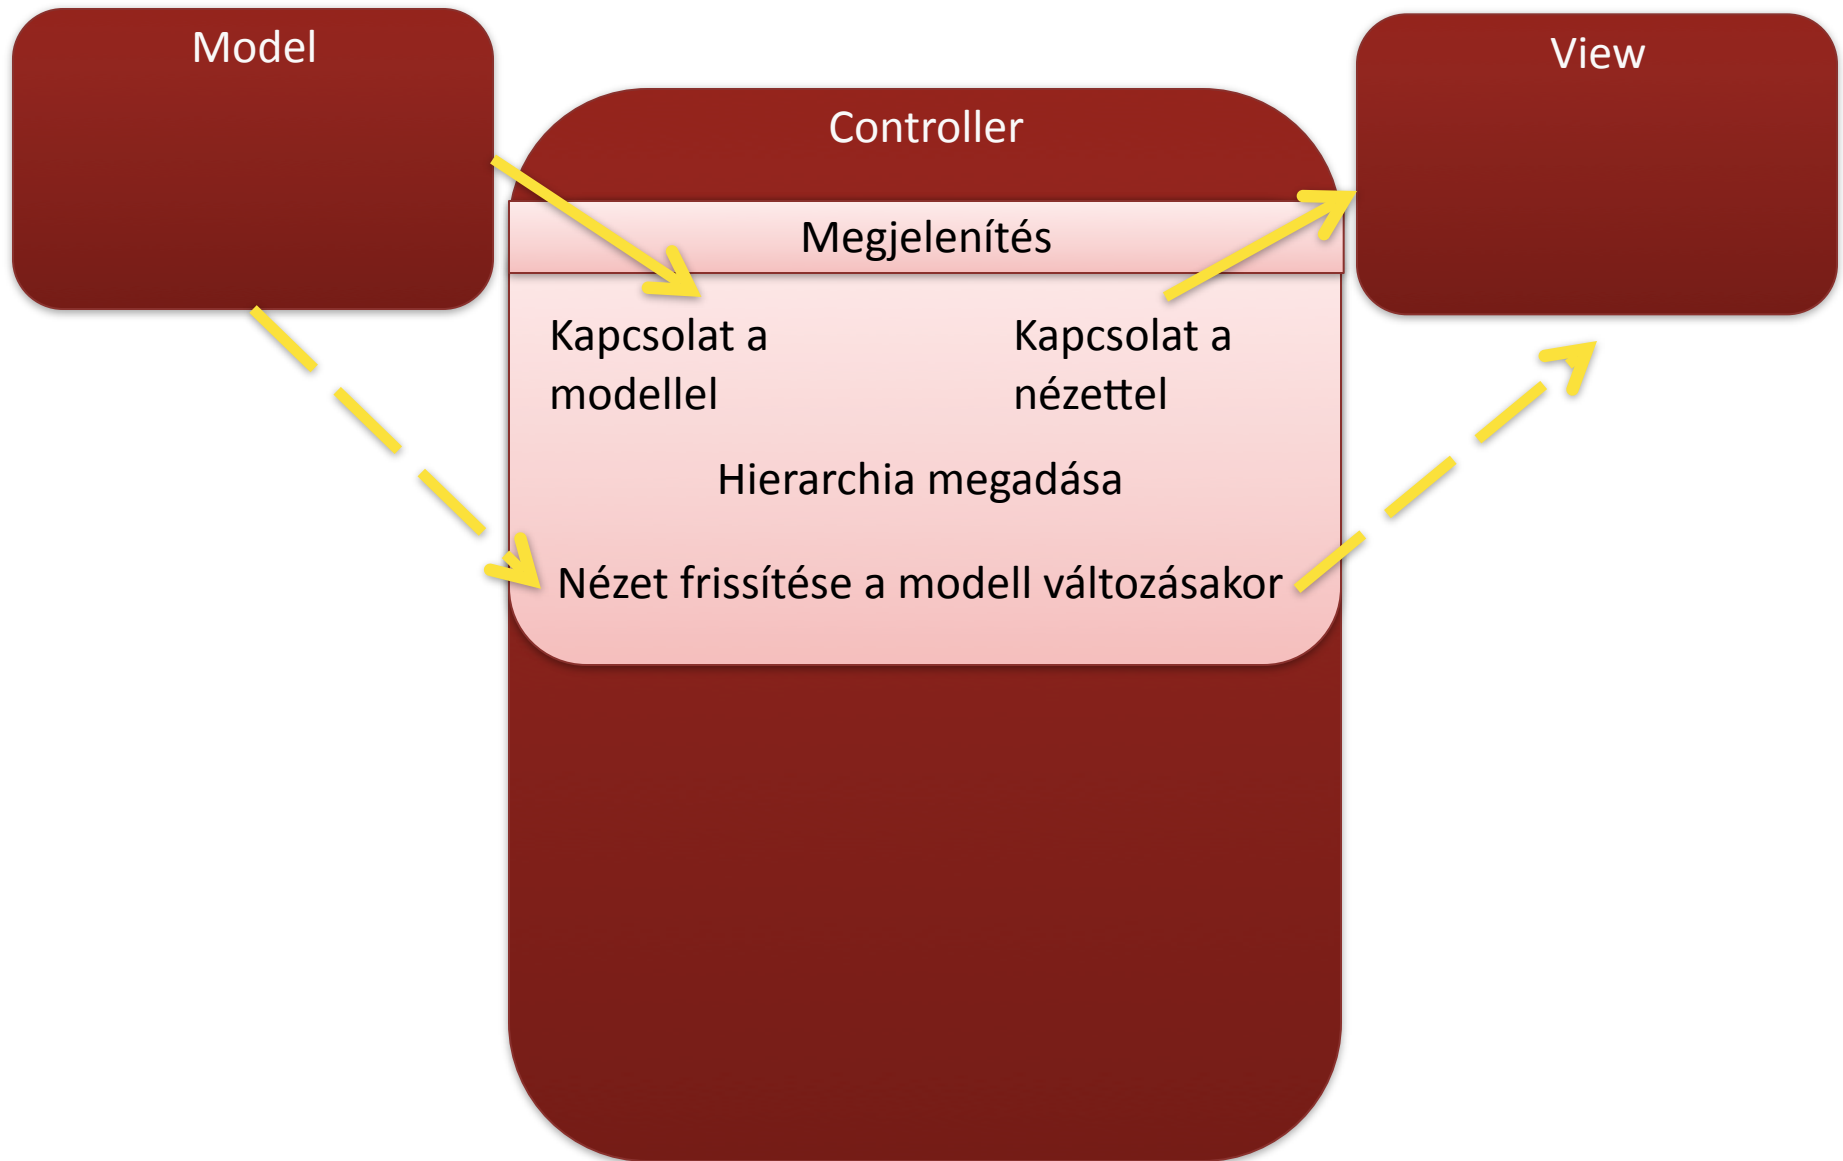 Model
View
Controller
Megjelenítés
Kapcsolat a
modellel
Kapcsolat a
nézettel
Hierarchia megadása
Nézet frissítése a modell változásakor